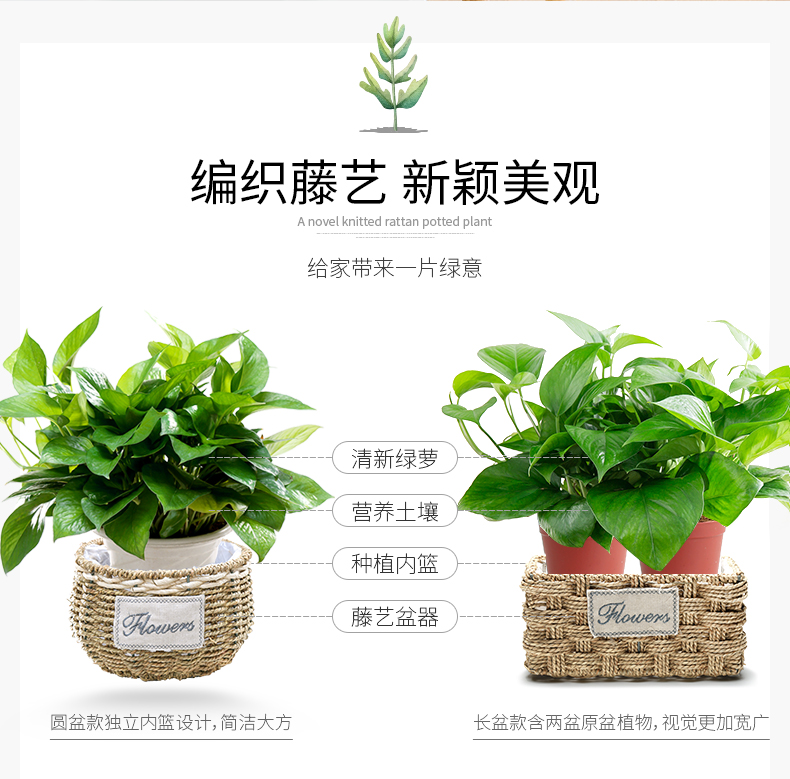 编织藤艺 新颖美观
A novel knitted rattan potted plant
给家带来一片绿意
清新绿萝
营养土壤
种植内篮
藤艺盆器
Flowers
Flowers
圆盆款独立内篮设计，简洁大方
长盆款含两盆原盆植物，视觉更加宽广